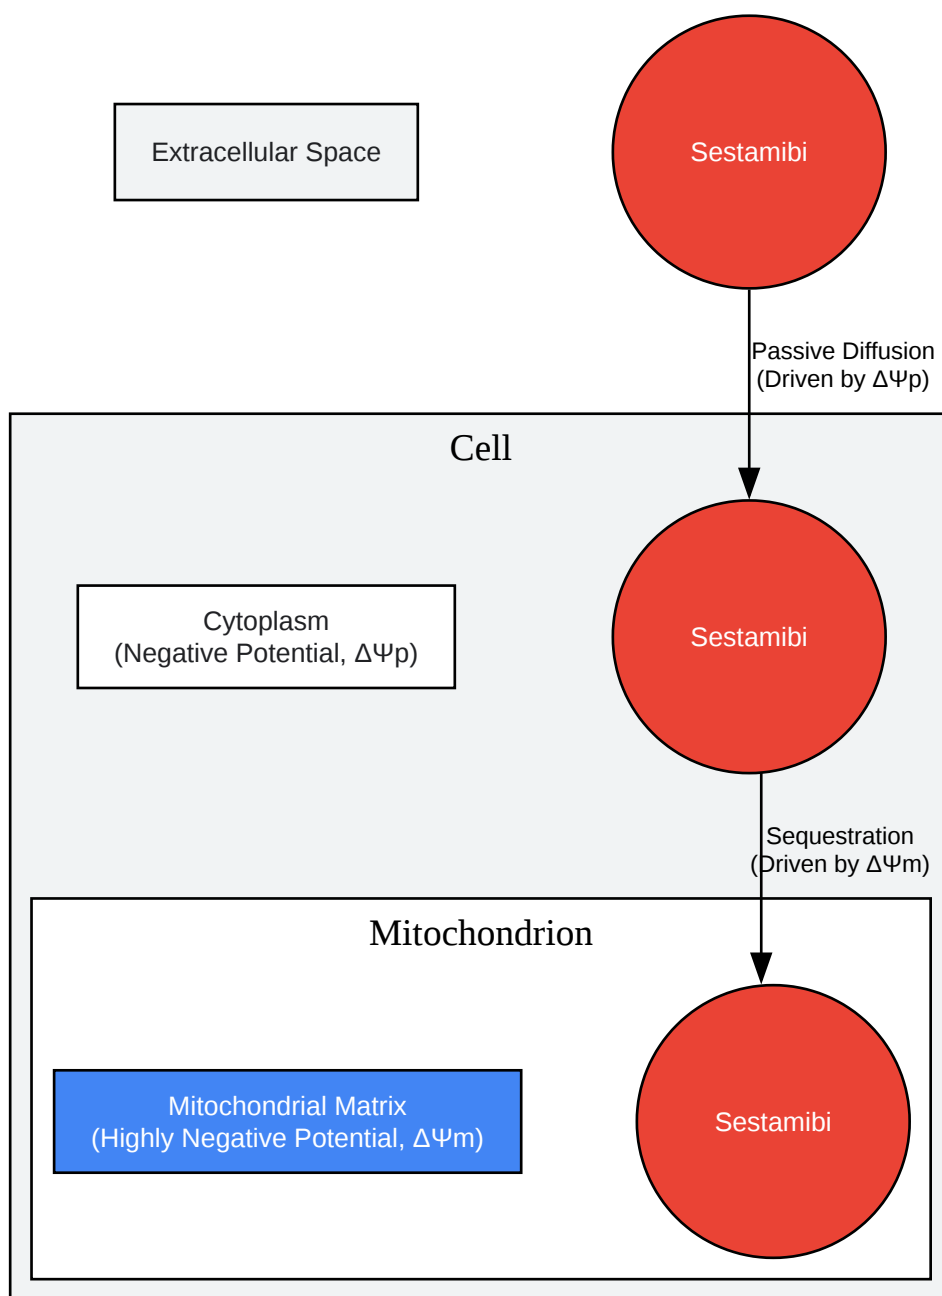 Extracellular Space
Sestamibi
Passive Diffusion
(Driven by ΔΨp)
Cell
Cytoplasm
(Negative Potential, ΔΨp)
Sestamibi
Sequestration
(Driven by ΔΨm)
Mitochondrion
Mitochondrial Matrix
(Highly Negative Potential, ΔΨm)
Sestamibi